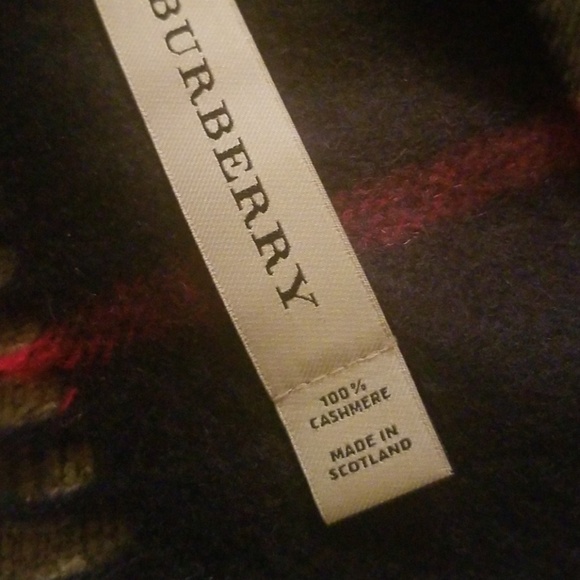 BURBERRY
100%
CASHMERE
MADE IN
SCOTLAND